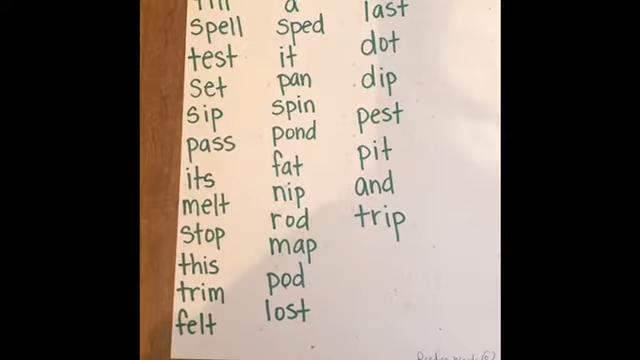 a
spell
test
set
sip
pass
its
melt
stop
this
trim
felt
sped
it
pan
spin
pond
fat
nip
rod
map
pod
lost
last
dot
dip
pest
pit
and
trip